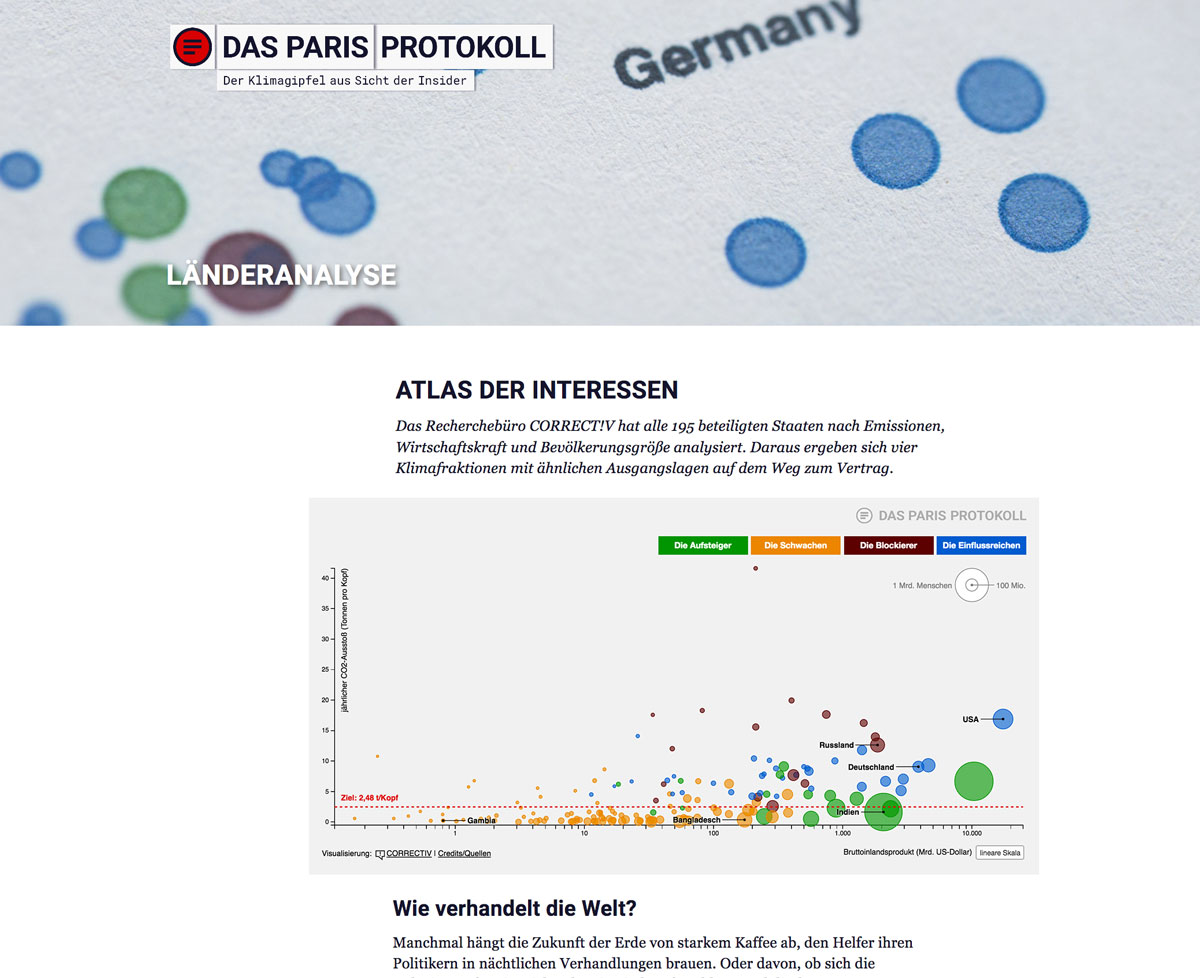 DAS PARIS PROTOKOLL
Der Klimagipfel aus Sicht der Insider
Germany
LÄNDERANALYSE
ATLAS DER INTERESSEN
Das Recherchebüro CORRECT!V hat alle 195 beteiligten Staaten nach Emissionen,
Wirtschaftskraft und Bevölkerungsgröße analysiert. Daraus ergeben sich vier
Klimafraktionen mit ähnlichen Ausgangslagen auf dem Weg zum Vertrag.
DAS PARIS PROTOKOLL
Die Aufsteiger Die Schwachen Die Blockierer Die Einflussreichen
1 Mrd. Menschen 100 Mio.
jährlicher CO2-Ausstoß (Tonnen pro Kopf)
40
35
30
25
20
15
10
5
0
USA
Russland
Deutschland
Ziel: 2,48 t/Kopf
Indien
Gambia
Bangladesch
1 10 100 1.000 10.000
Bruttoinlandsprodukt (Mrd. US-Dollar) lineare Skala
Visualisierung: CORRECTIV | Credits/Quellen
Wie verhandelt die Welt?
Manchmal hängt die Zukunft der Erde von starkem Kaffee ab, den Helfer ihren
Politikern in nächtlichen Verhandlungen brauen. Oder davon, ob sich die